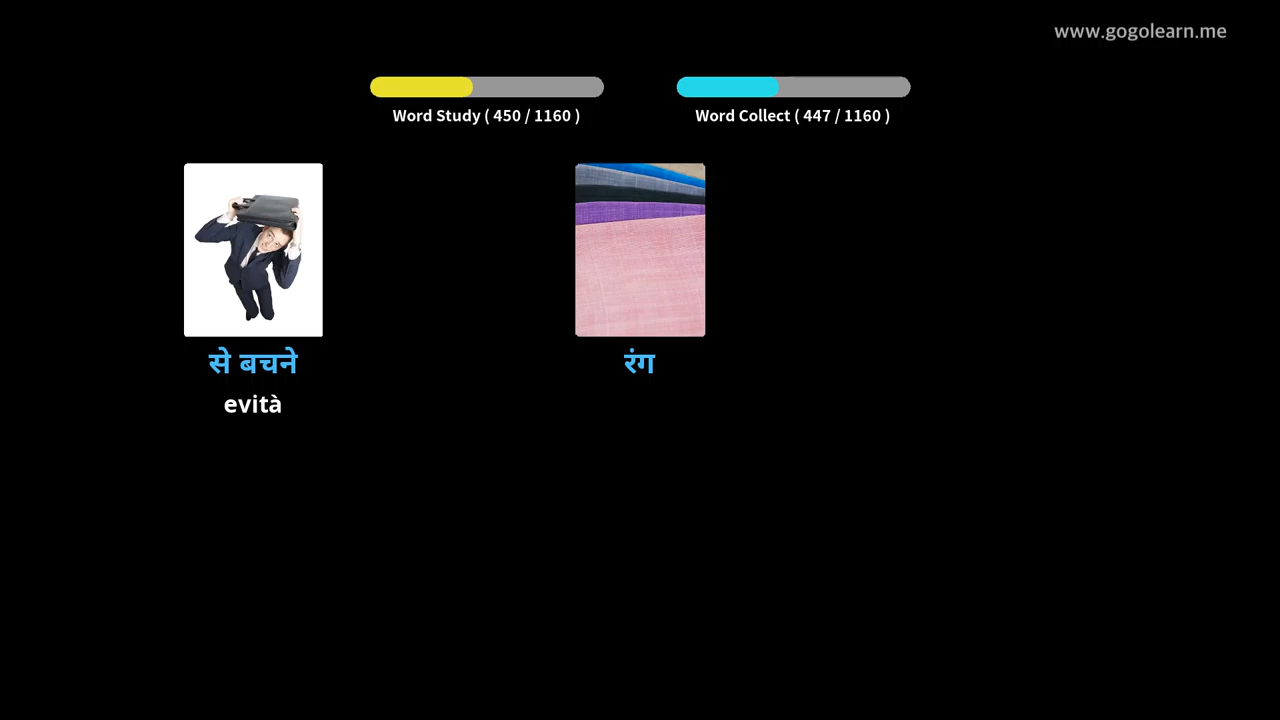 www.gogolearn.me
Word Study ( 450 / 1160 )
Word Collect ( 447 / 1160 )
से बचने
evità
रंग